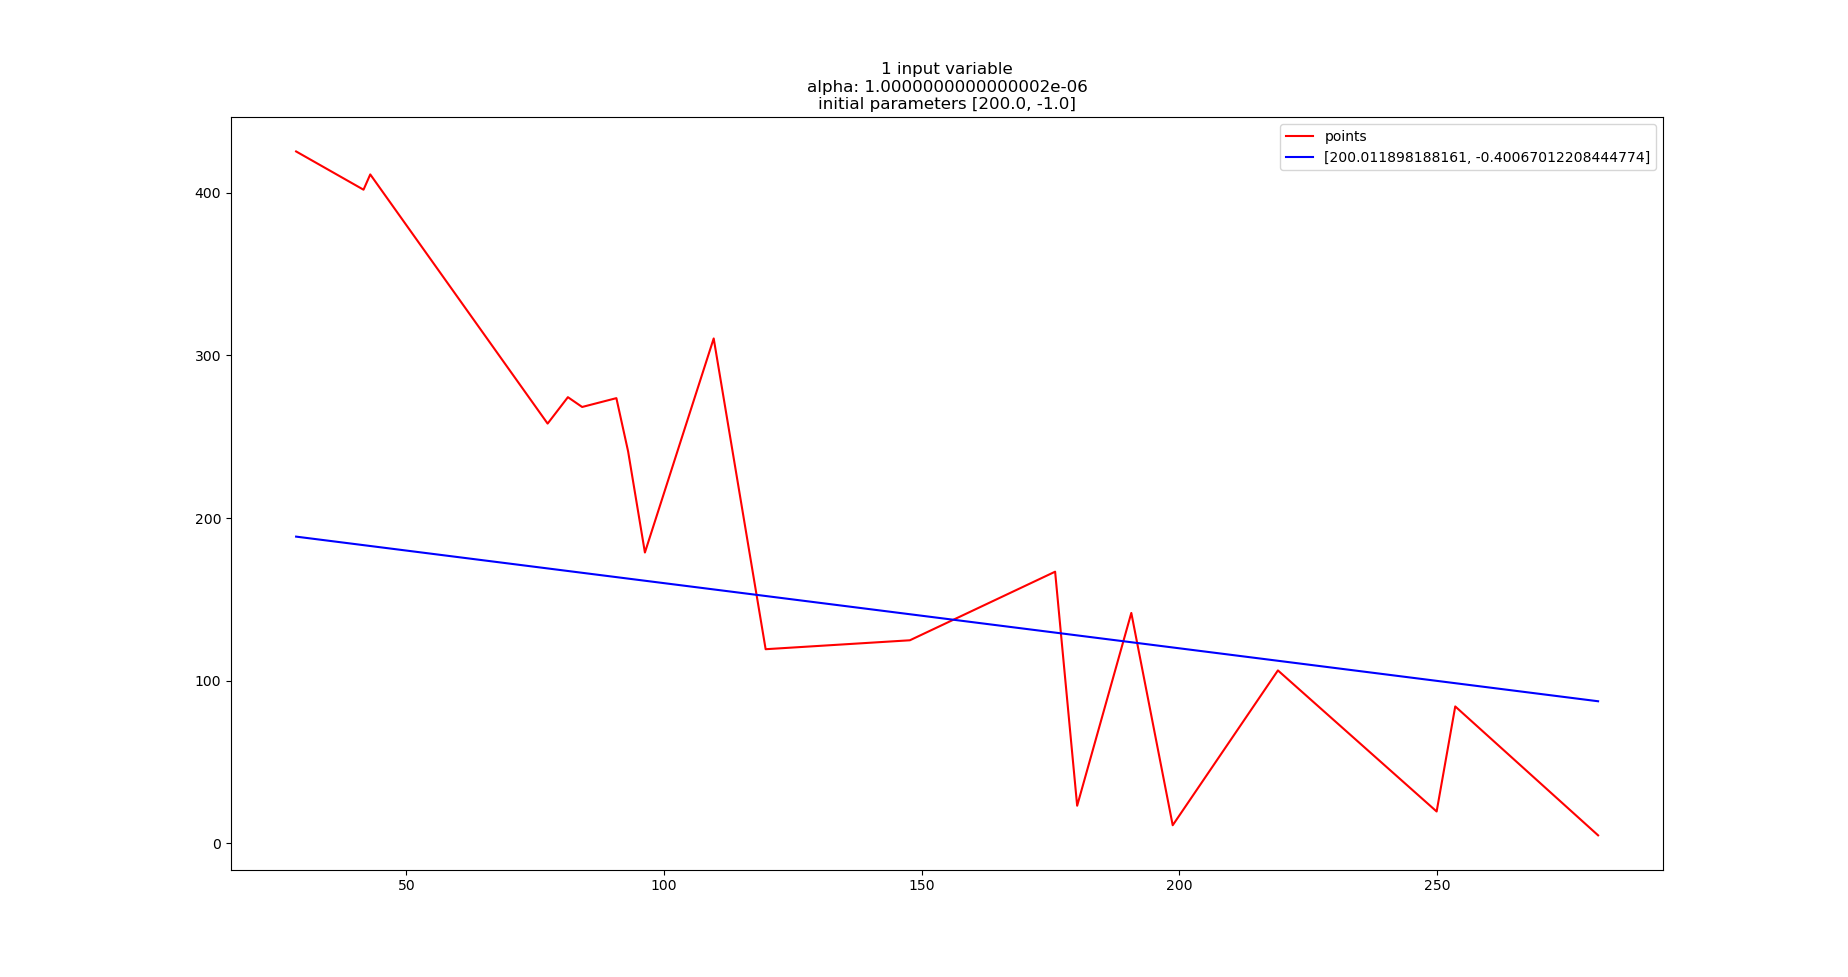 1 input variable
alpha: 1.0000000000000002e-06
initial parameters [200.0, -1.0]
points
[200.011898188161, -0.40067012208444774]
400
300
200
100
0
50
100
150
200
250